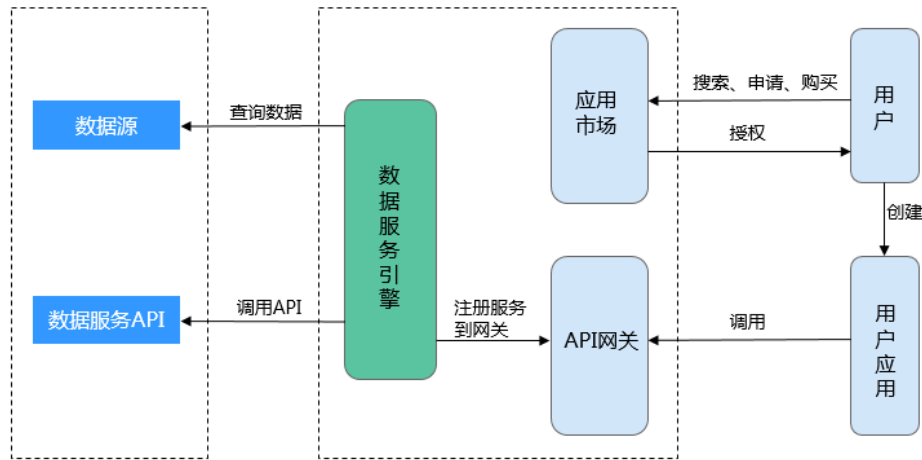 数据源
数据服务API
查询数据
调用API
数
据
服
务
引
擎
注册服务
到网关
应用
市场
API网关
搜索、申请、购买
授权
调用
用
户
创建
用
户
应
用